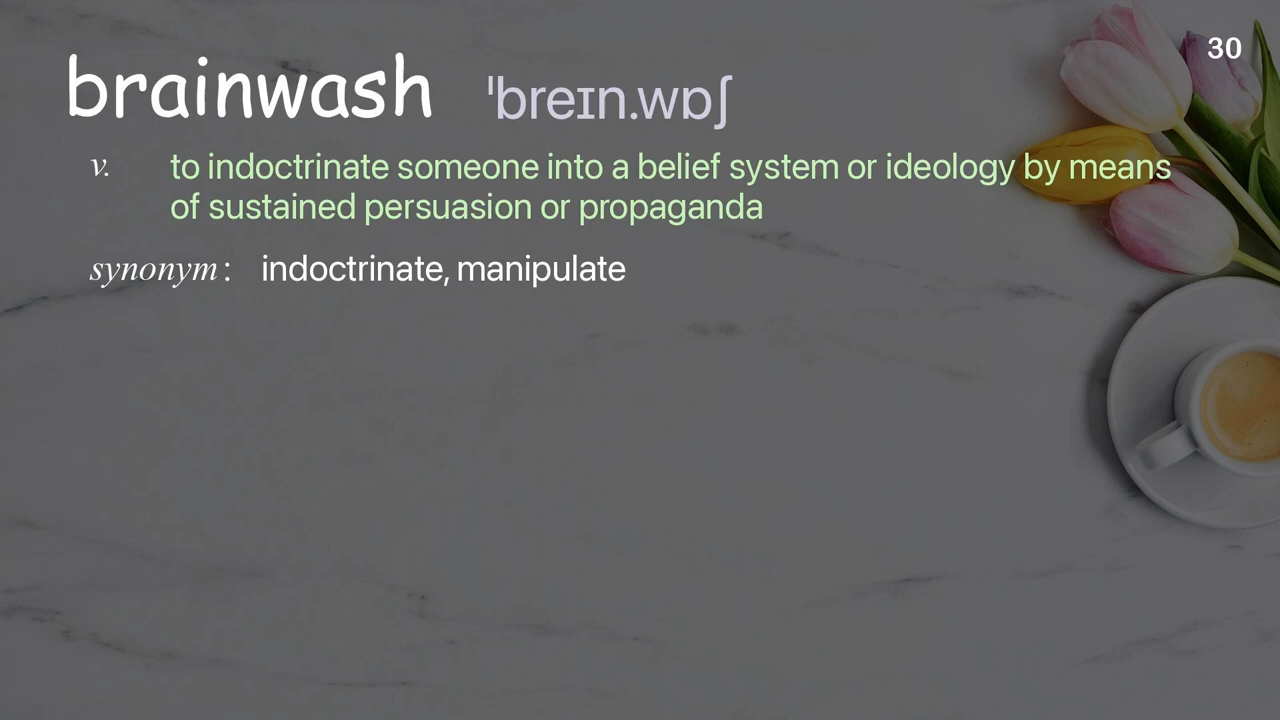 30
brainwash ˈbreɪn.wɒʃ
v. to indoctrinate someone into a belief system or ideology by means
of sustained persuasion or propaganda
synonym: indoctrinate, manipulate